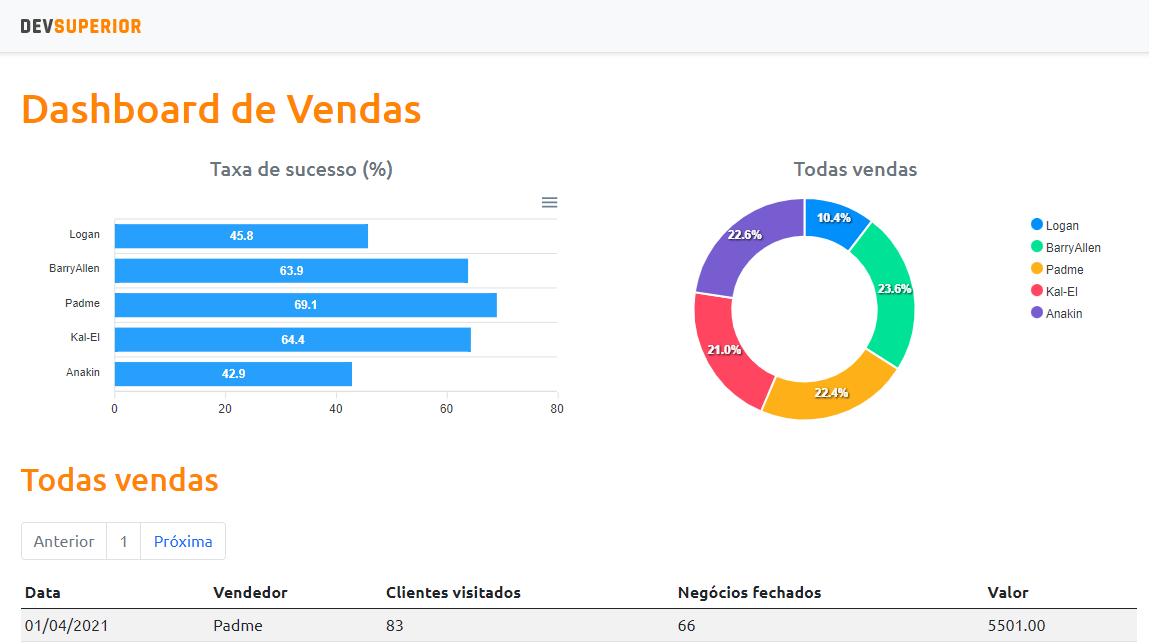 DEVSUPERIOR
Dashboard de Vendas
Taxa de sucesso (%)
Logan
45.8
BarryAllen
63.9
Padme
69.1
Kal-El
64.4
Anakin
42.9
0 20 40 60 80
Todas vendas
10.4%
23.6%
22.4%
21.0%
22.6%
Logan
BarryAllen
Padme
Kal-El
Anakin
Todas vendas
Anterior 1 Próxima
Data Vendedor Clientes visitados Negócios fechados Valor
01/04/2021 Padme 83 66 5501.00